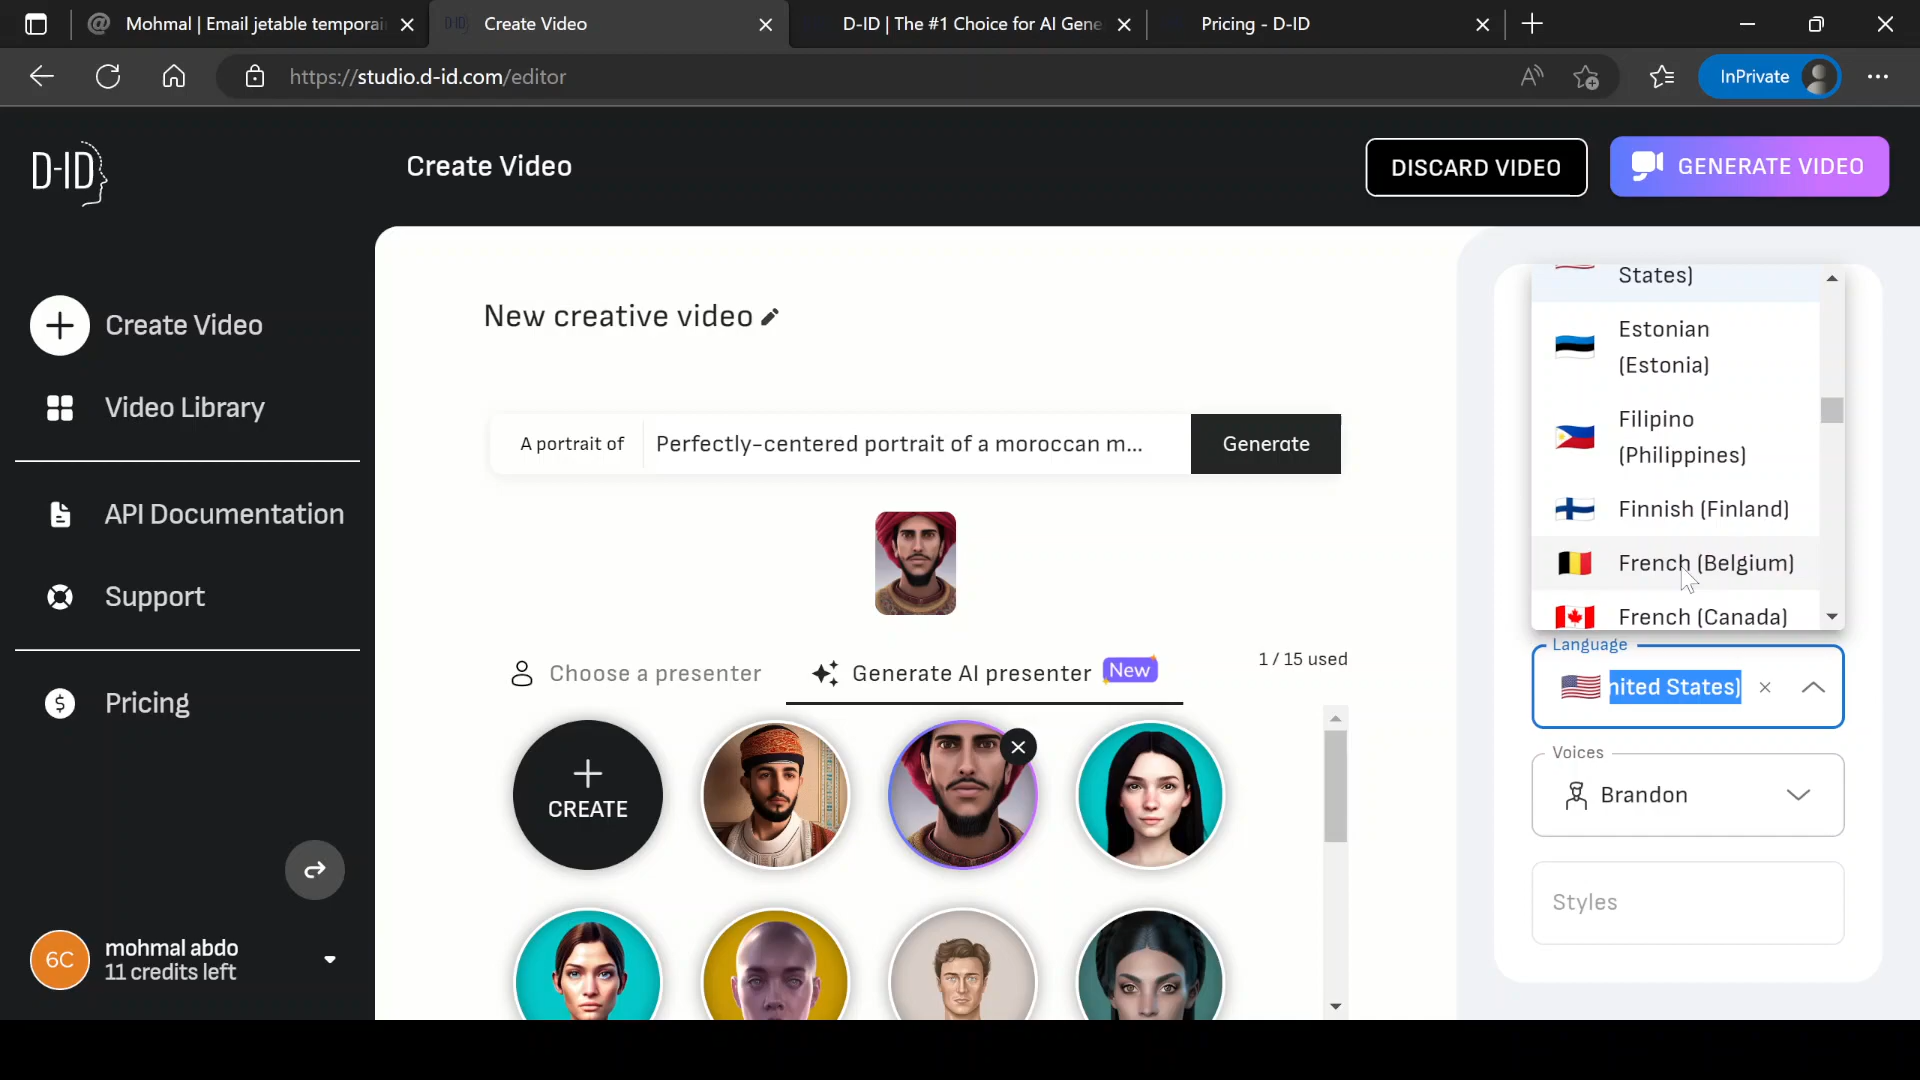 Mohmal | Email jetable temporai
Create Video
D-ID | The #1 Choice for AI Gene
Pricing - D-ID
https://studio.d-id.com/editor
InPrivate
D-ID
Create Video
DISCARD VIDEO
GENERATE VIDEO
Create Video
Video Library
API Documentation
Support
Pricing
6C
mohmal abdo
11 credits left
New creative video
A portrait of
Perfectly-centered portrait of a moroccan m...
Generate
Choose a presenter
Generate AI presenter
New
1 / 15 used
CREATE
States)
Estonian
(Estonia)
Filipino
(Philippines)
Finnish (Finland)
French (Belgium)
French (Canada)
Language
nited States)
Voices
Brandon
Styles